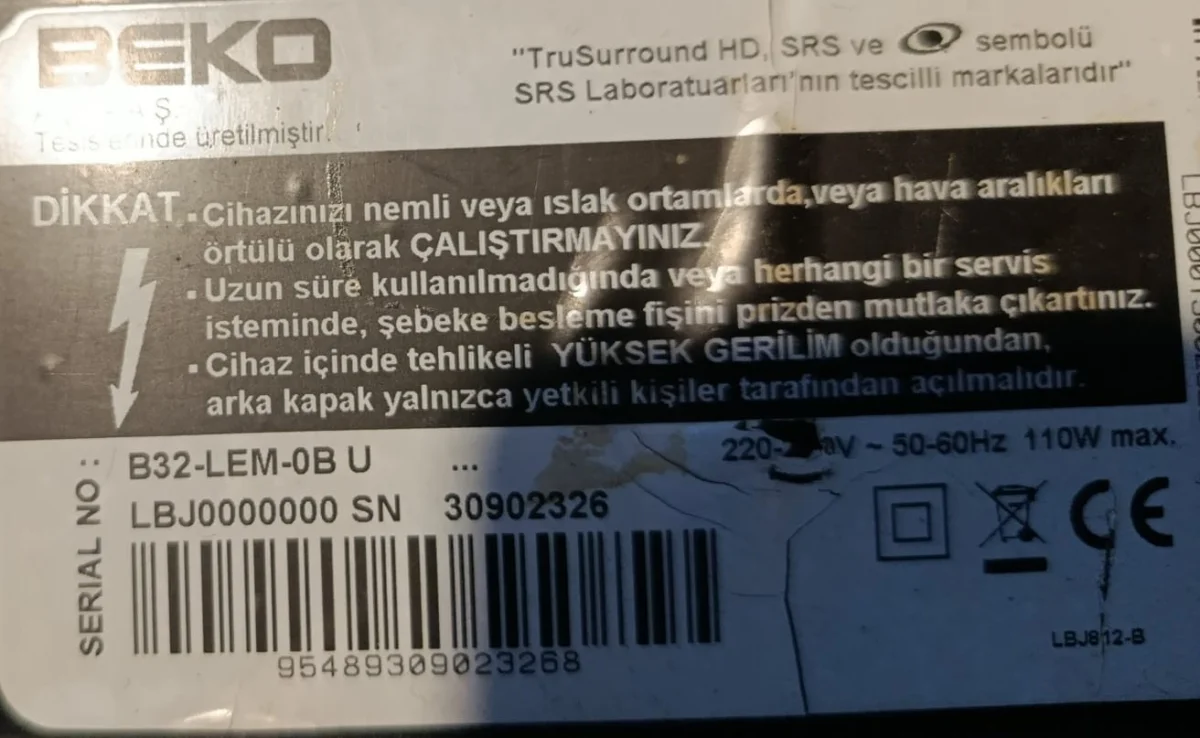 BEKO
"TruSurround HD, SRS ve sembolü
SRS Laboratuarları'nın tescilli markalarıdır"
Ş.
üretilmiştir.
DİKKAT
▪ Cihazınızı nemli veya ıslak ortamlarda,veya hava aralıkları
örtülü olarak ÇALIŞTIRMAYINIZ.
▪ Uzun süre kullanılmadığında veya herhangi bir servis
isteminde, şebeke besleme fişini prizden mutlaka çıkartınız.
▪ Cihaz içinde tehlikeli YÜKSEK GERİLİM olduğundan,
arka kapak yalnızca yetkili kişiler tarafından açılmalıdır.
220- V ~ 50-60Hz 110W max.
SERIAL NO :
B32-LEM-0B U ...
LBJ0000000 SN 30902326
95489309023268
CE
LBJ812-B